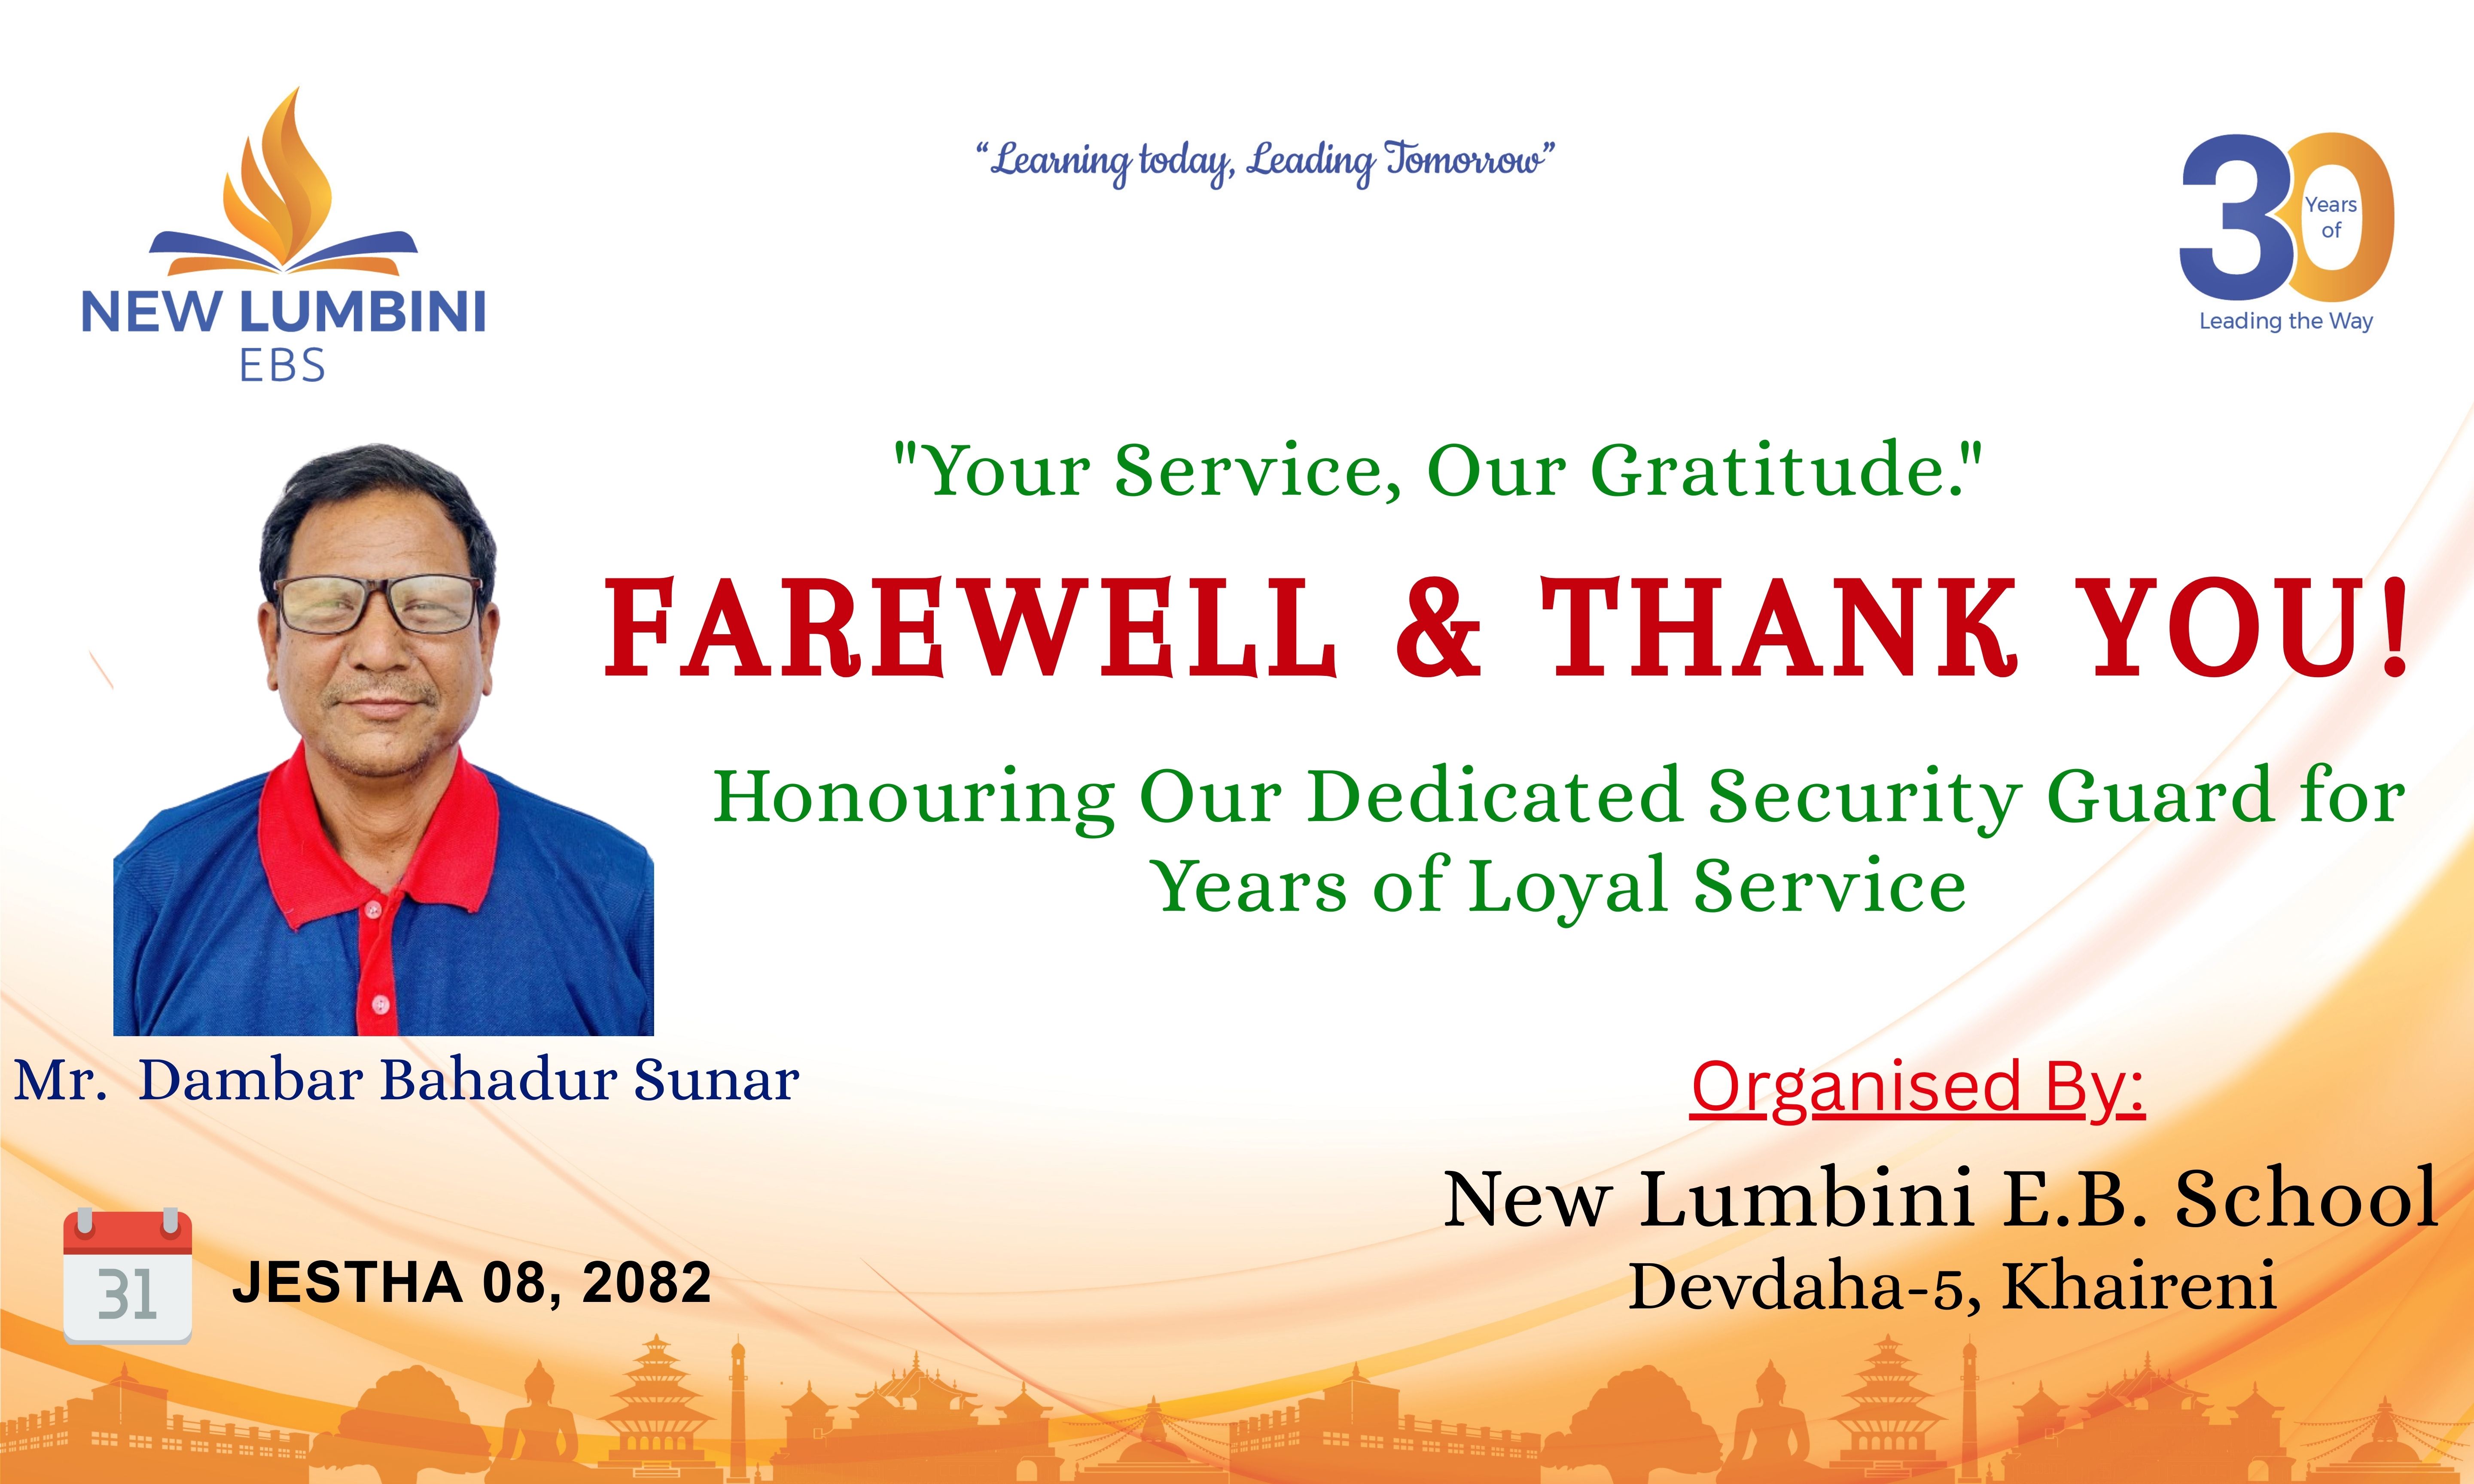 “Learning today, Leading Tomorrow”
NEW LUMBINI
EBS
30
Years
of
Leading the Way
"Your Service, Our Gratitude."
FAREWELL & THANK YOU!
Honouring Our Dedicated Security Guard for
Years of Loyal Service
Mr. Dambar Bahadur Sunar
31
JESTHA 08, 2082
Organised By:
New Lumbini E.B. School
Devdaha-5, Khaireni